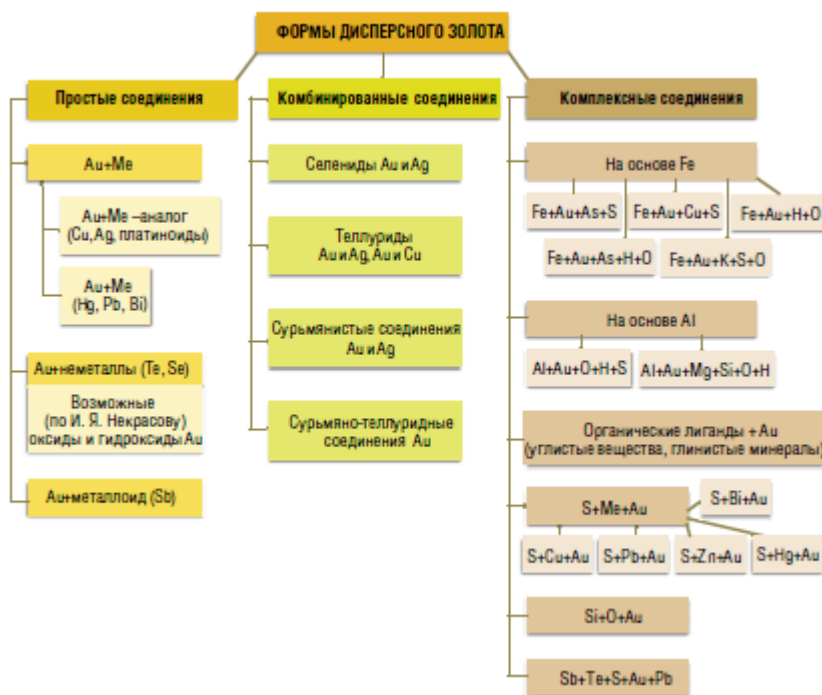 ФОРМЫ ДИСПЕРСНОГО ЗОЛОТА
Простые соединения
Au+Me
Au+Me –аналог
(Cu,Ag, платиноиды)
Au+Me
(Hg, Pb, Bi)
Au+неметаллы (Te, Se)
Возможные
(по И. Я. Некрасову)
оксиды и гидроксиды Au
Au+металлоид (Sb)
Комбинированные соединения
Селениды Au и Ag
Теллуриды
Au и Ag, Au и Cu
Сурьмянистые соединения
Au и Ag
Сурьмяно-теллуридные
соединения Au
Комплексные соединения
На основе Fe
Fe+Au+As+S
Fe+Au+Cu+S
Fe+Au+H+O
Fe+Au+As+H+O
Fe+Au+K+S+O
На основе Al
Al+Au+O+H+S
Al+Au+Mg+Si+O+H
Органические лиганды + Au
(углистые вещества, глинистые минералы)
S+Me+Au
S+Bi+Au
S+Cu+Au
S+Pb+Au
S+Zn+Au
S+Hg+Au
Si+O+Au
Sb+Te+S+Au+Pb